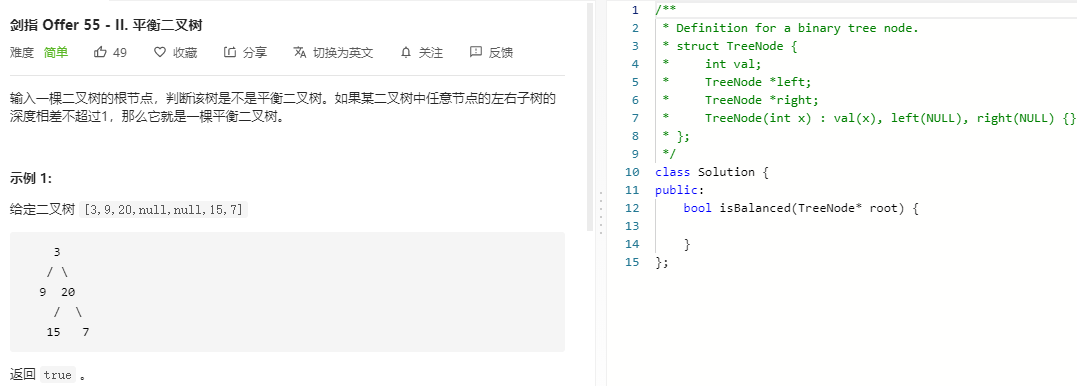 剑指 Offer 55 - II. 平衡二叉树
难度 简单 49 收藏 分享 切换为英文 关注 反馈
输入一棵二叉树的根节点，判断该树是不是平衡二叉树。如果某二叉树中任意节点的左右子树的
深度相差不超过1，那么它就是一棵平衡二叉树。
示例 1:
给定二叉树 [3,9,20,null,null,15,7]
3
/ \
9 20
/ \
15 7
返回 true 。
1 /**
2 * Definition for a binary tree node.
3 * struct TreeNode {
4 * int val;
5 * TreeNode *left;
6 * TreeNode *right;
7 * TreeNode(int x) : val(x), left(NULL), right(NULL) {}
8 * };
9 */
10 class Solution {
11 public:
12 bool isBalanced(TreeNode* root) {
13
14 }
15 };